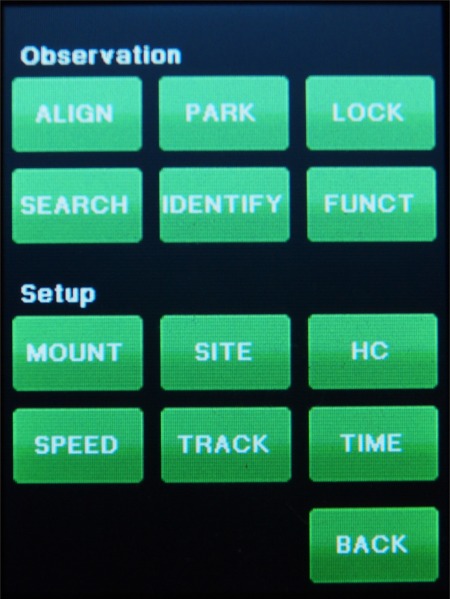 Observation
ALIGN PARK LOCK
SEARCH IDENTIFY FUNCT
Setup
MOUNT SITE HC
SPEED TRACK TIME
BACK